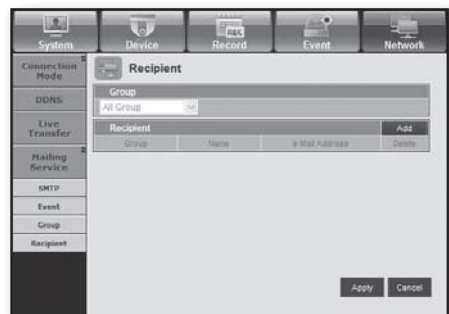 System Device Record Event Network
REC
Connection
Mode
DDNS
Live
Transfer
Mailing
Service
SMTP
Event
Group
Recipient
Recipient
Group
All Group
Recipient Add
Group Name e-Mail Address Delete
Apply Cancel